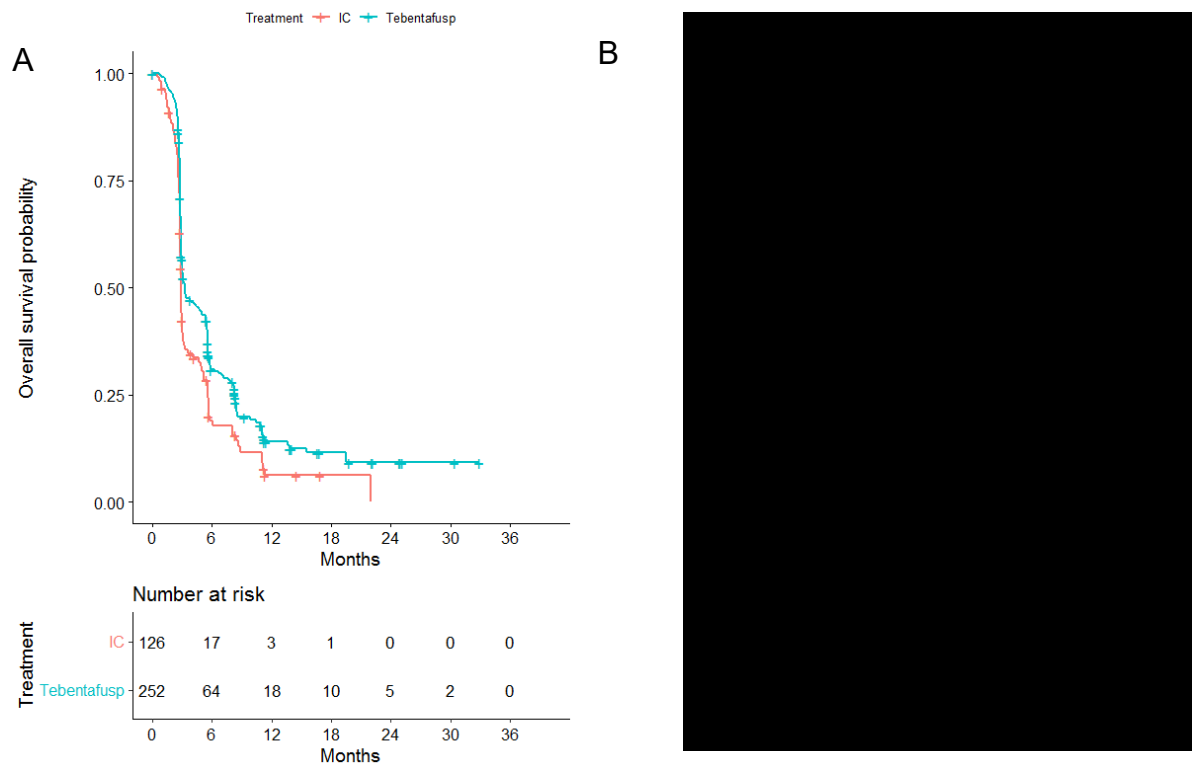 Treatment IC Tebentafusp
A
B
Overall survival probability
1.00
0.75
0.50
0.25
0.00
0 6 12 18 24 30 36
Months
Number at risk
Treatment
IC 126 17 3 1 0 0 0
Tebentafusp 252 64 18 10 5 2 0
0 6 12 18 24 30 36
Months